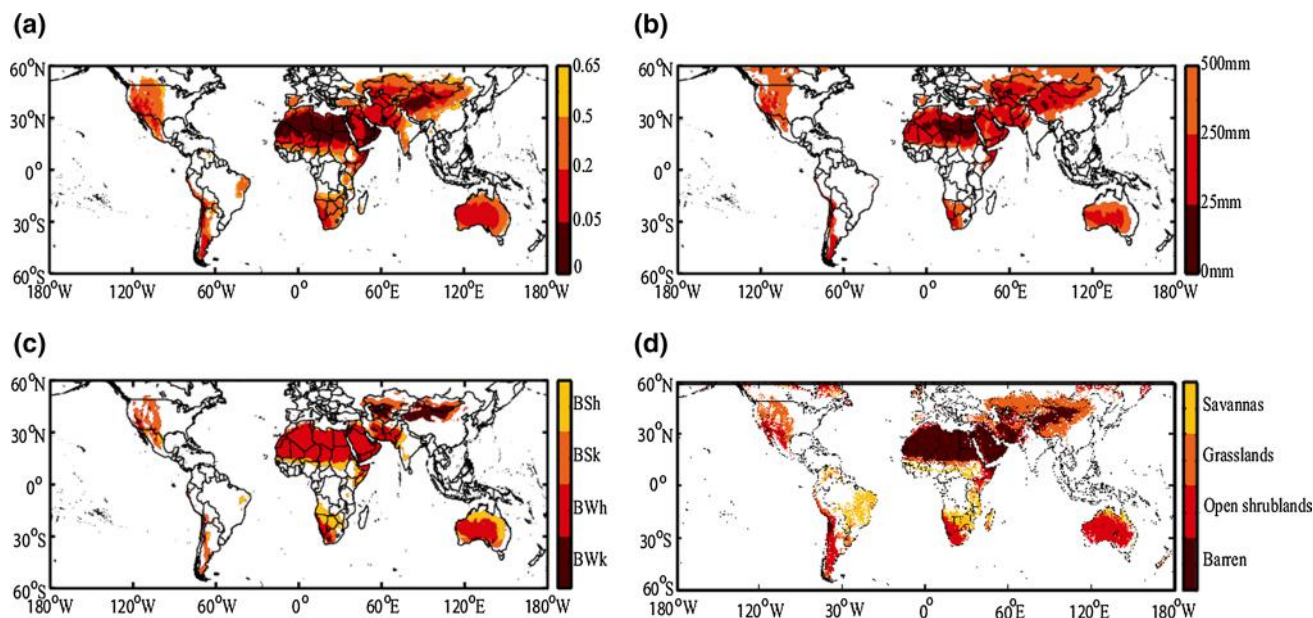 (a)
60°N
30°N
0°
30°S
60°S
180°W
120°W
60°W
0°
60°E
120°E
180°W
0.65
0.5
0.2
0.05
0
(b)
60°N
30°N
0°
30°S
60°S
180°W
120°W
60°W
0°
60°E
120°E
180°W
500mm
250mm
25mm
0mm
(c)
60°N
30°N
0°
30°S
60°S
180°W
120°W
60°W
0°
60°E
120°E
180°W
BSh
BSk
BWh
BWk
(d)
60°N
30°N
0°
30°S
60°S
180°W
120°W
30°W
0°
60°E
120°E
180°W
Savannas
Grasslands
Open shrublands
Barren